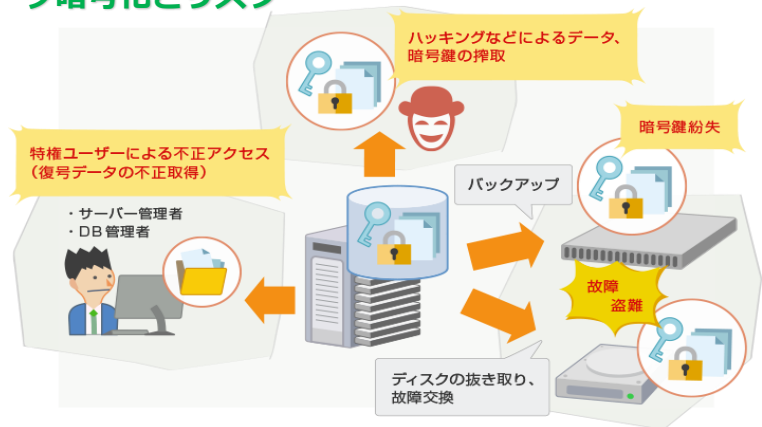 ハッキングなどによるデータ、
暗号鍵の搾取
暗号鍵紛失
特権ユーザーによる不正アクセス
（復号データの不正取得）
バックアップ
・サーバー管理者
・DB管理者
故障
盗難
ディスクの抜き取り、
故障交換